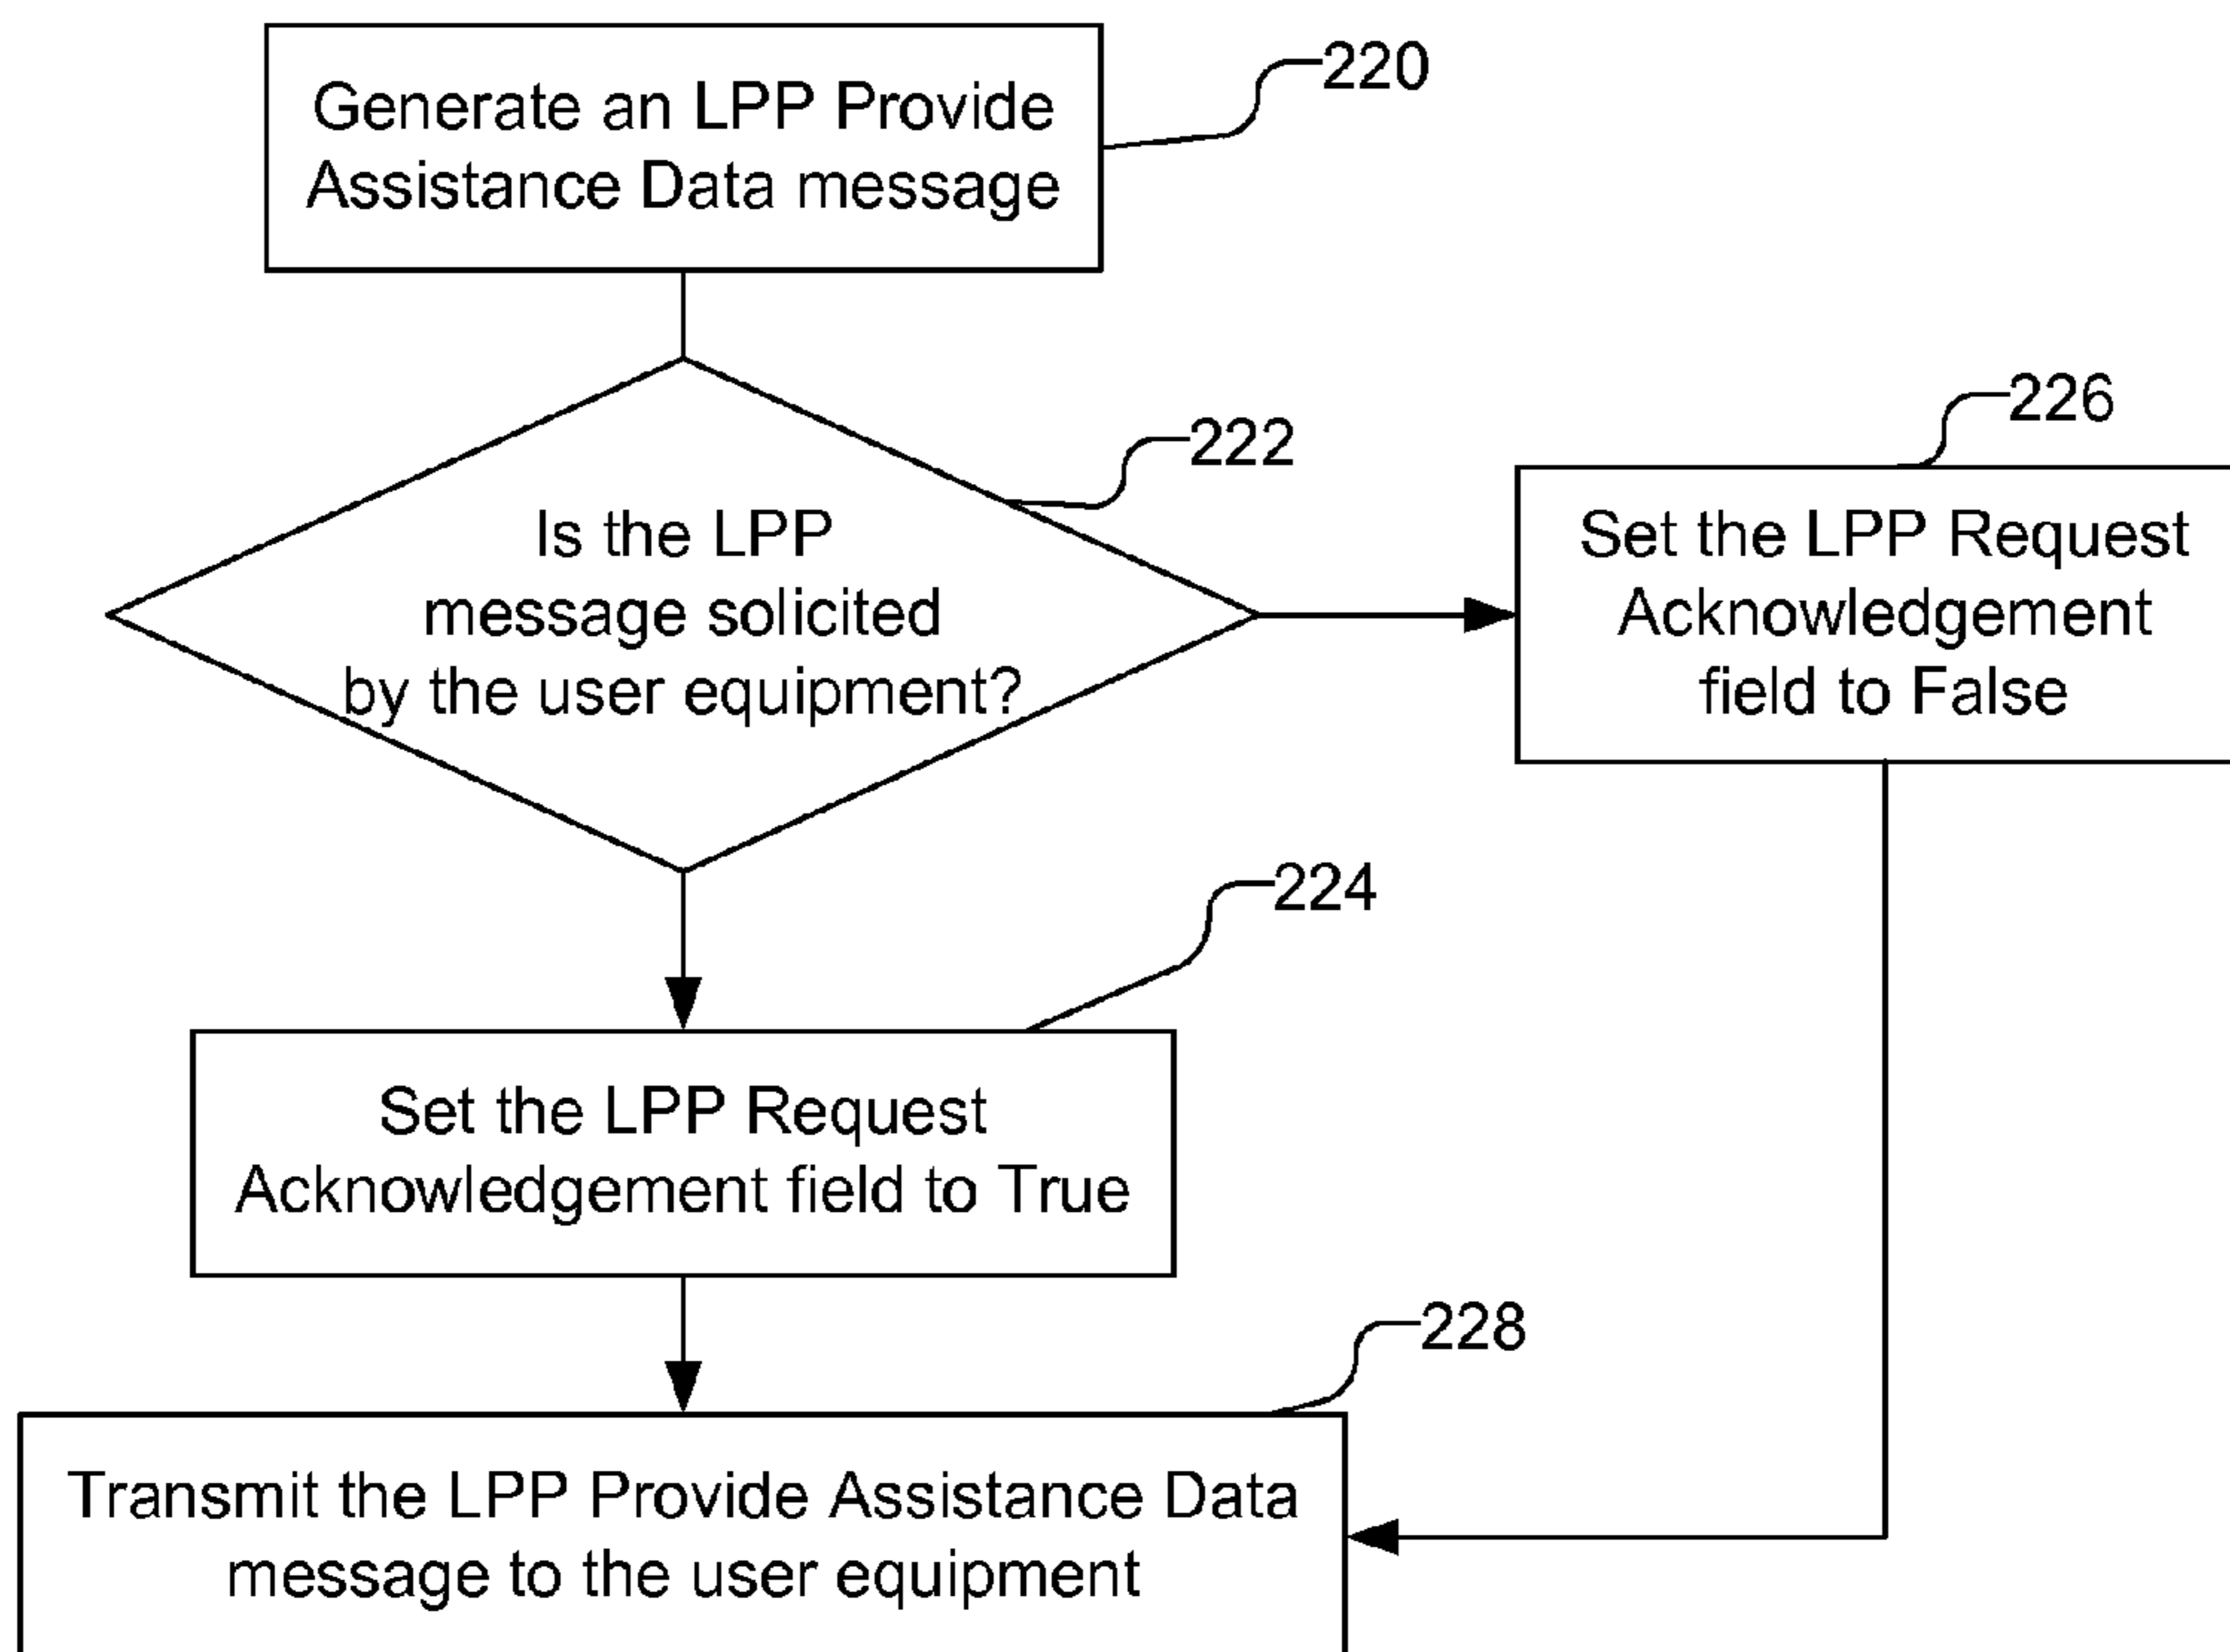 Generate an LPP Provide
Assistance Data message
220
222
Is the LPP
message solicited
by the user equipment?
226
Set the LPP Request
Acknowledgement
field to False
224
Set the LPP Request
Acknowledgement field to True
228
Transmit the LPP Provide Assistance Data
message to the user equipment